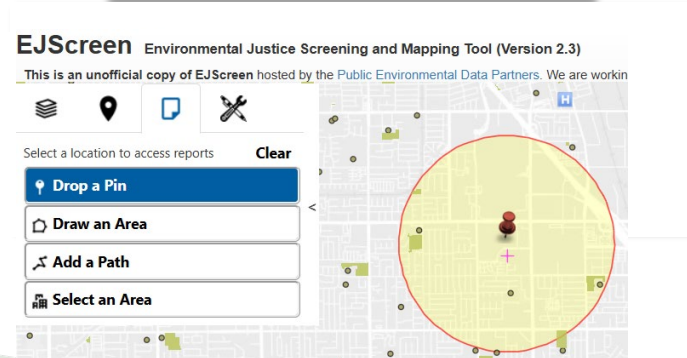 EJScreen Environmental Justice Screening and Mapping Tool (Version 2.3)
This is an unofficial copy of EJScreen hosted by the Public Environmental Data Partners. We are workin
Select a location to access reports Clear
Drop a Pin
<
Draw an Area
Add a Path
Select an Area
H